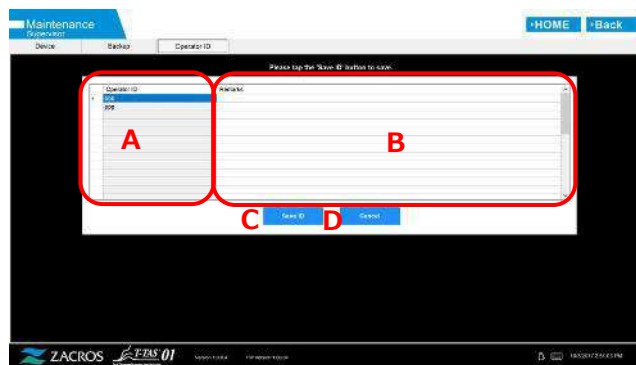 Maintenance
Supervisor
HOME
Back
Device
Backup
Operator ID
Please tap the 'Save ID' button to save.
Operator ID
Remarks
A
B
C
Save ID
D
Cancel
ZACROS
T-TAS 01